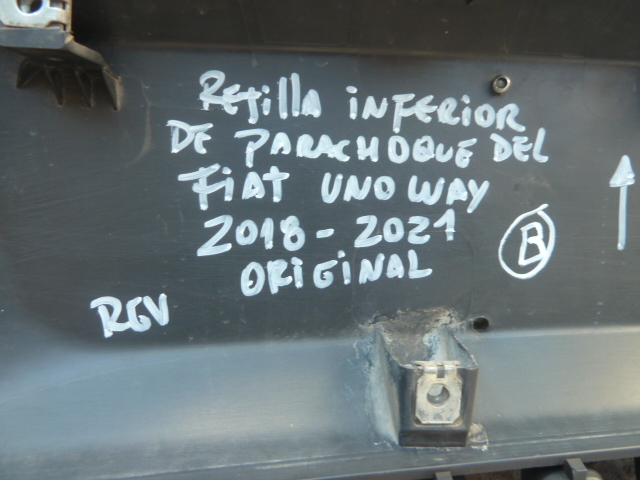 Rejilla inferior
DE PARACHOQUE DEL
FiAT UNO WAY
2018 - 2021
B
ORiGiNAL
RGV